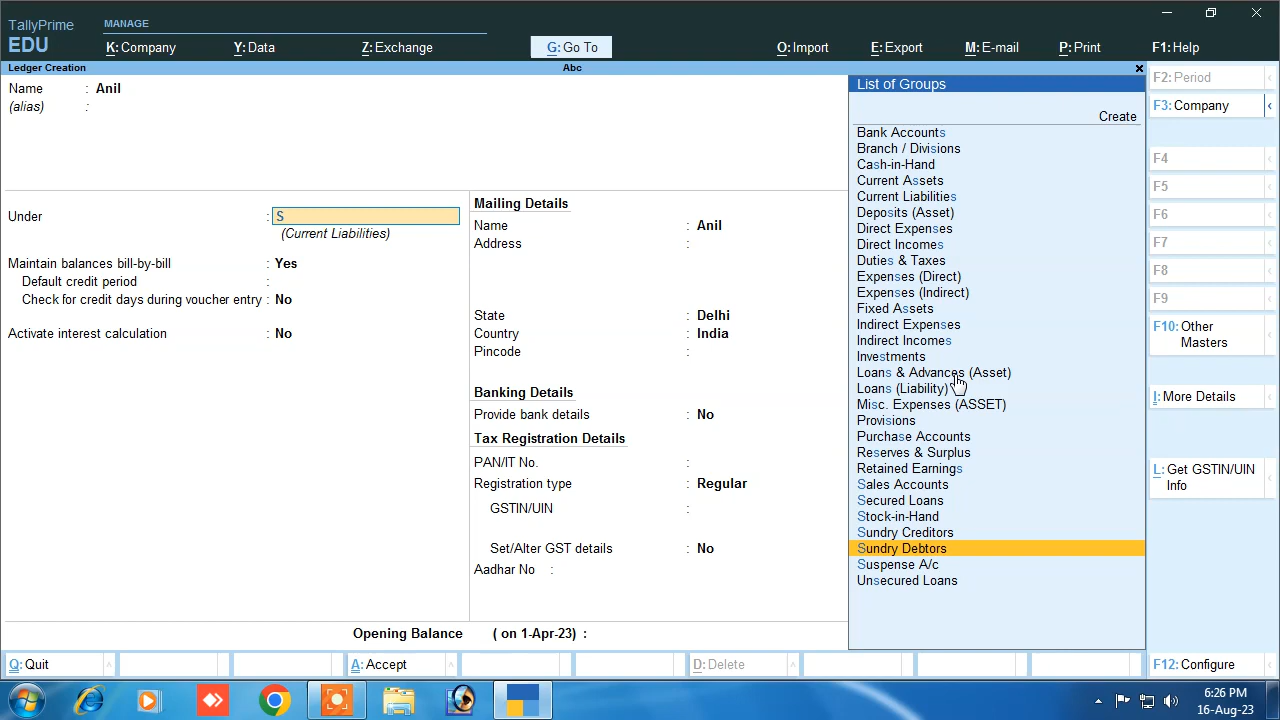 TallyPrime
EDU
MANAGE
K: Company
Y: Data
Z: Exchange
G: Go To
O: Import
E: Export
M: E-mail
P: Print
F1: Help
Ledger Creation
Abc
Name : Anil
(alias) :
Under : S
(Current Liabilities)
Maintain balances bill-by-bill : Yes
Default credit period :
Check for credit days during voucher entry : No
Activate interest calculation : No
Mailing Details
Name : Anil
Address :
State : Delhi
Country : India
Pincode :
Banking Details
Provide bank details : No
Tax Registration Details
PAN/IT No. :
Registration type : Regular
GSTIN/UIN :
Set/Alter GST details : No
Aadhar No :
Opening Balance ( on 1-Apr-23) :
List of Groups
Create
Bank Accounts
Branch / Divisions
Cash-in-Hand
Current Assets
Current Liabilities
Deposits (Asset)
Direct Expenses
Direct Incomes
Duties & Taxes
Expenses (Direct)
Expenses (Indirect)
Fixed Assets
Indirect Expenses
Indirect Incomes
Investments
Loans & Advances (Asset)
Loans (Liability)
Misc. Expenses (ASSET)
Provisions
Purchase Accounts
Reserves & Surplus
Retained Earnings
Sales Accounts
Secured Loans
Stock-in-Hand
Sundry Creditors
Sundry Debtors
Suspense A/c
Unsecured Loans
F2: Period
F3: Company
F4
F5
F6
F7
F8
F9
F10: Other
Masters
I: More Details
L: Get GSTIN/UIN
Info
F12: Configure
Q: Quit
A: Accept
D: Delete
6:26 PM
16-Aug-23